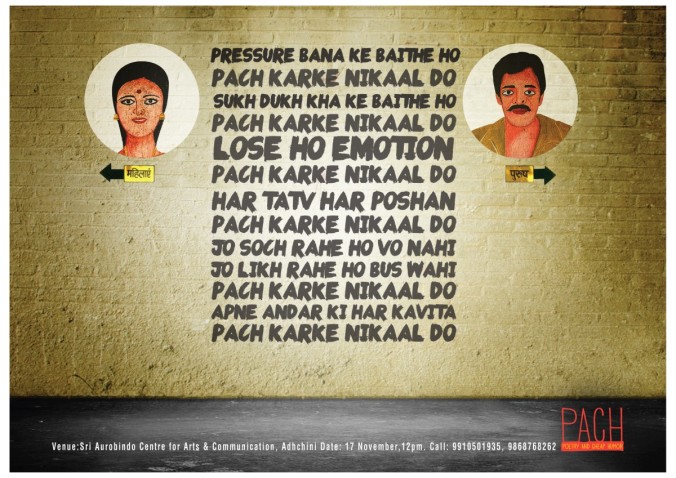 PRESSURE BANA KE BAITHE HO
PACH KARKE NIKAAL DO
SUKH DUKH KHA KE BAITHE HO
PACH KARKE NIKAAL DO
LOSE HO EMOTION
PACH KARKE NIKAAL DO
HAR TATV HAR POSHAN
PACH KARKE NIKAAL DO
JO SOCH RAHE HO VO NAHI
JO LIKH RAHE HO BUS WAHI
PACH KARKE NIKAAL DO
APNE ANDAR KI HAR KAVITA
PACH KARKE NIKAAL DO
महिलाएं
पुरुष
PACH
POETRY AND CHEAP HUMOR
Venue:Sri Aurobindo Centre for Arts & Communication, Adhchini Date: 17 November,12pm. Call: 9910501935, 9868768262